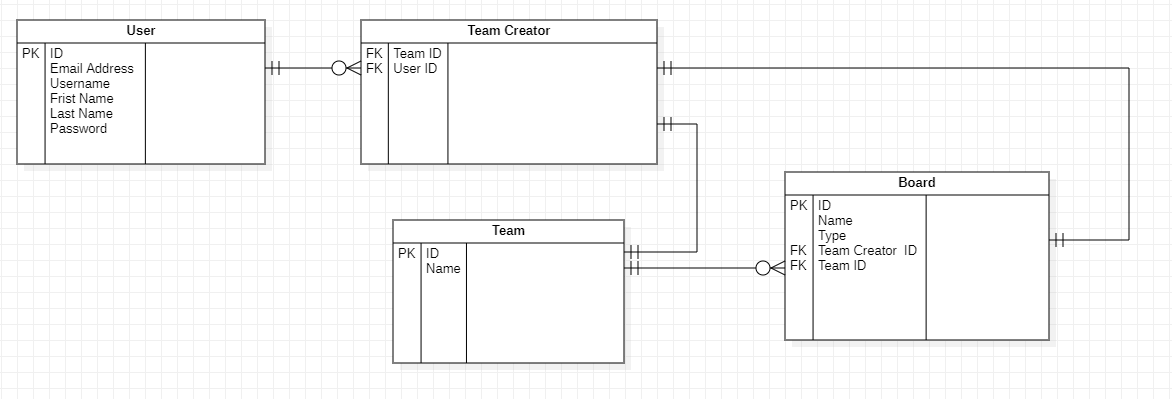 User
PK ID
Email Address
Username
Frist Name
Last Name
Password
Team Creator
FK Team ID
FK User ID
Team
PK ID
Name
Board
PK ID
Name
Type
FK Team Creator ID
FK Team ID